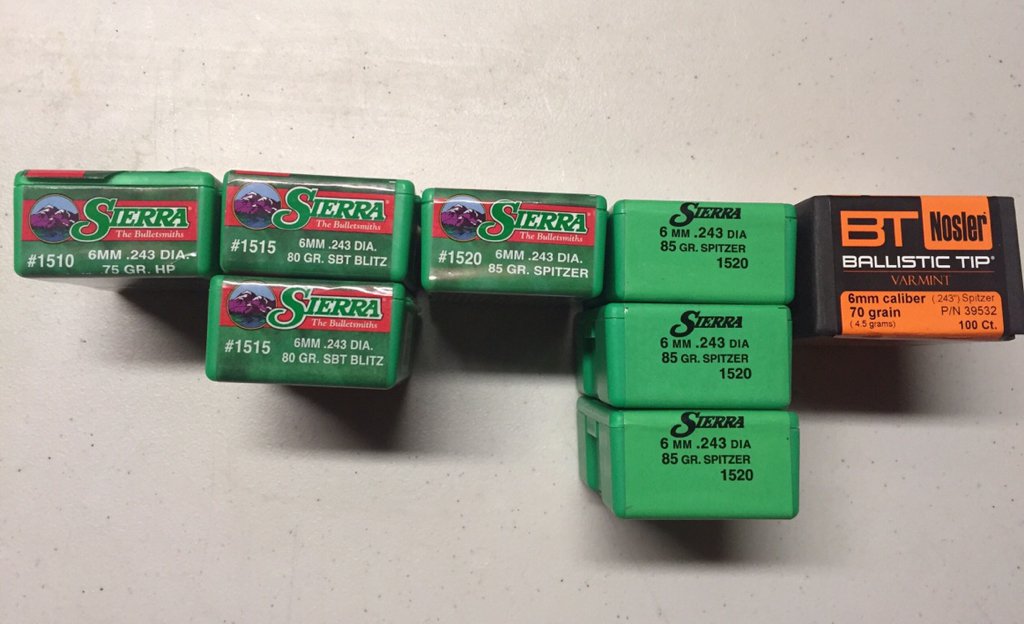 SIERRA
The Bulletsmiths
#1510 6MM .243 DIA.
75 GR. HP
SIERRA
The Bulletsmiths
#1515 6MM .243 DIA.
80 GR. SBT BLITZ
SIERRA
The Bulletsmiths
#1520 6MM .243 DIA.
85 GR. SPITZER
SIERRA
6 MM .243 DIA
85 GR. SPITZER
1520
BT Nosler®
BALLISTIC TIP®
VARMINT
6mm caliber (.243") Spitzer
70 grain P/N 39532
(4.5 grams) 100 Ct.
SIERRA
The Bulletsmiths
#1515 6MM .243 DIA.
80 GR. SBT BLITZ
SIERRA
6 MM .243 DIA
85 GR. SPITZER
1520
SIERRA
6 MM .243 DIA
85 GR. SPITZER
1520